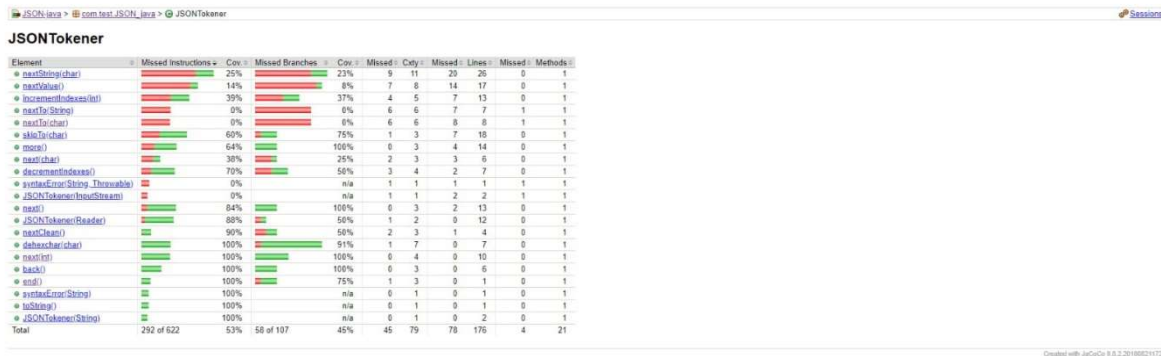 JSON-java > com.test.JSON_java > JSONTokener Sessions
JSONTokener
Element Missed Instructions Cov. Missed Branches Cov. Missed Cxty Missed Lines Missed Methods
nextString(char) 25% 23% 9 11 20 26 0 1
nextValue() 14% 8% 7 8 14 17 0 1
incrementIndexes(int) 39% 37% 4 5 7 13 0 1
nextTo(String) 0% 0% 6 6 7 7 1 1
nextTo(char) 0% 0% 6 6 8 8 1 1
skipTo(char) 60% 75% 1 3 7 18 0 1
more() 64% 100% 0 3 4 14 0 1
next(char) 38% 25% 2 3 3 6 0 1
decrementIndexes() 70% 50% 3 4 2 7 0 1
syntaxError(String, Throwable) 0% n/a 1 1 1 1 1 1
JSONTokener(InputStream) 0% n/a 1 1 2 2 1 1
next() 84% 100% 0 3 2 13 0 1
JSONTokener(Reader) 88% 50% 1 2 0 12 0 1
nextClean() 90% 50% 2 3 1 4 0 1
dehexchar(char) 100% 91% 1 7 0 7 0 1
next(int) 100% 100% 0 4 0 10 0 1
back() 100% 100% 0 3 0 6 0 1
end() 100% 75% 1 3 0 1 0 1
syntaxError(String) 100% n/a 0 1 0 1 0 1
toString() 100% n/a 0 1 0 1 0 1
JSONTokener(String) 100% n/a 0 1 0 2 0 1
Total 292 of 622 53% 58 of 107 45% 45 79 78 176 4 21
Created with JaCoCo